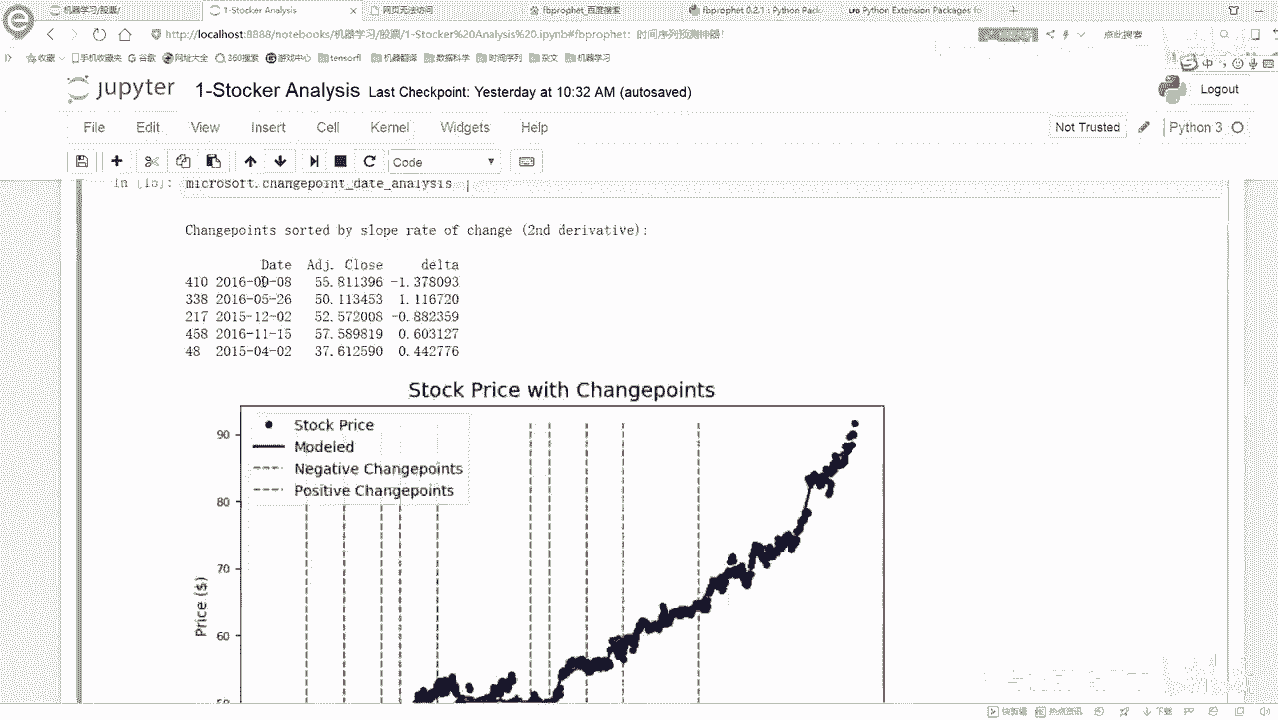 机器学习/股票/
1-Stocker Analysis
网页无法访问
fbprophet_百度搜索
fbprophet 0.2.1 : Python Pack
Python Extension Packages fo
http://localhost:8888/notebooks/机器学习/股票/1-Stocker%20Analysis%20.ipynb#fbprophet: 时间序列预测神器!
点此搜索
收藏 手机收藏夹 谷歌 网址大全 360搜索 游戏中心 tensorfl 机器翻译 数据科学 时间序列 杂文 机器学习
jupyter 1-Stocker Analysis Last Checkpoint: Yesterday at 10:32 AM (autosaved)
Logout
File Edit View Insert Cell Kernel Widgets Help
Not Trusted
Python 3
Code
In [15]: microsoft.changepoint_date_analysis
Changepoints sorted by slope rate of change (2nd derivative):
Date Adj. Close delta
410 2016-09-08 55.811396 -1.378093
338 2016-05-26 50.113453 1.116720
217 2015-12-02 52.572008 -0.882359
458 2016-11-15 57.589819 0.603127
48 2015-04-02 37.612590 0.442776
Stock Price with Changepoints
Stock Price
Modeled
Negative Changepoints
Positive Changepoints
90
80
70
60
Price ($)
快剪辑 热点资讯 下载